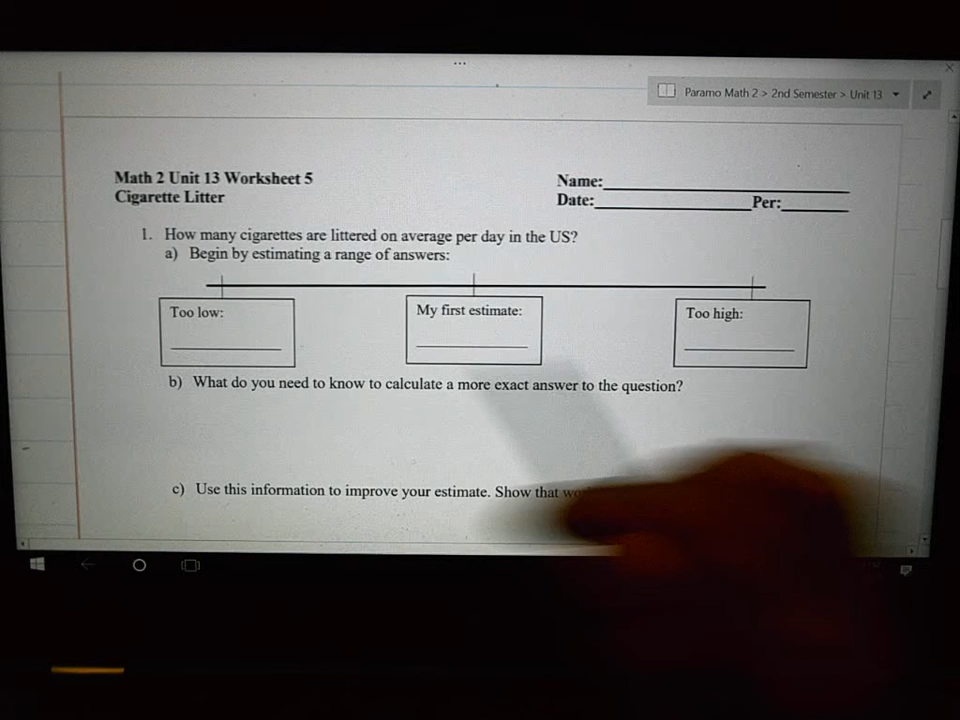 ...
Paramo Math 2 > 2nd Semester > Unit 13
Math 2 Unit 13 Worksheet 5
Name:
Cigarette Litter
Date: Per:
1. How many cigarettes are littered on average per day in the US?
a) Begin by estimating a range of answers:
Too low:
My first estimate:
Too high:
b) What do you need to know to calculate a more exact answer to the question?
c) Use this information to improve your estimate. Show that